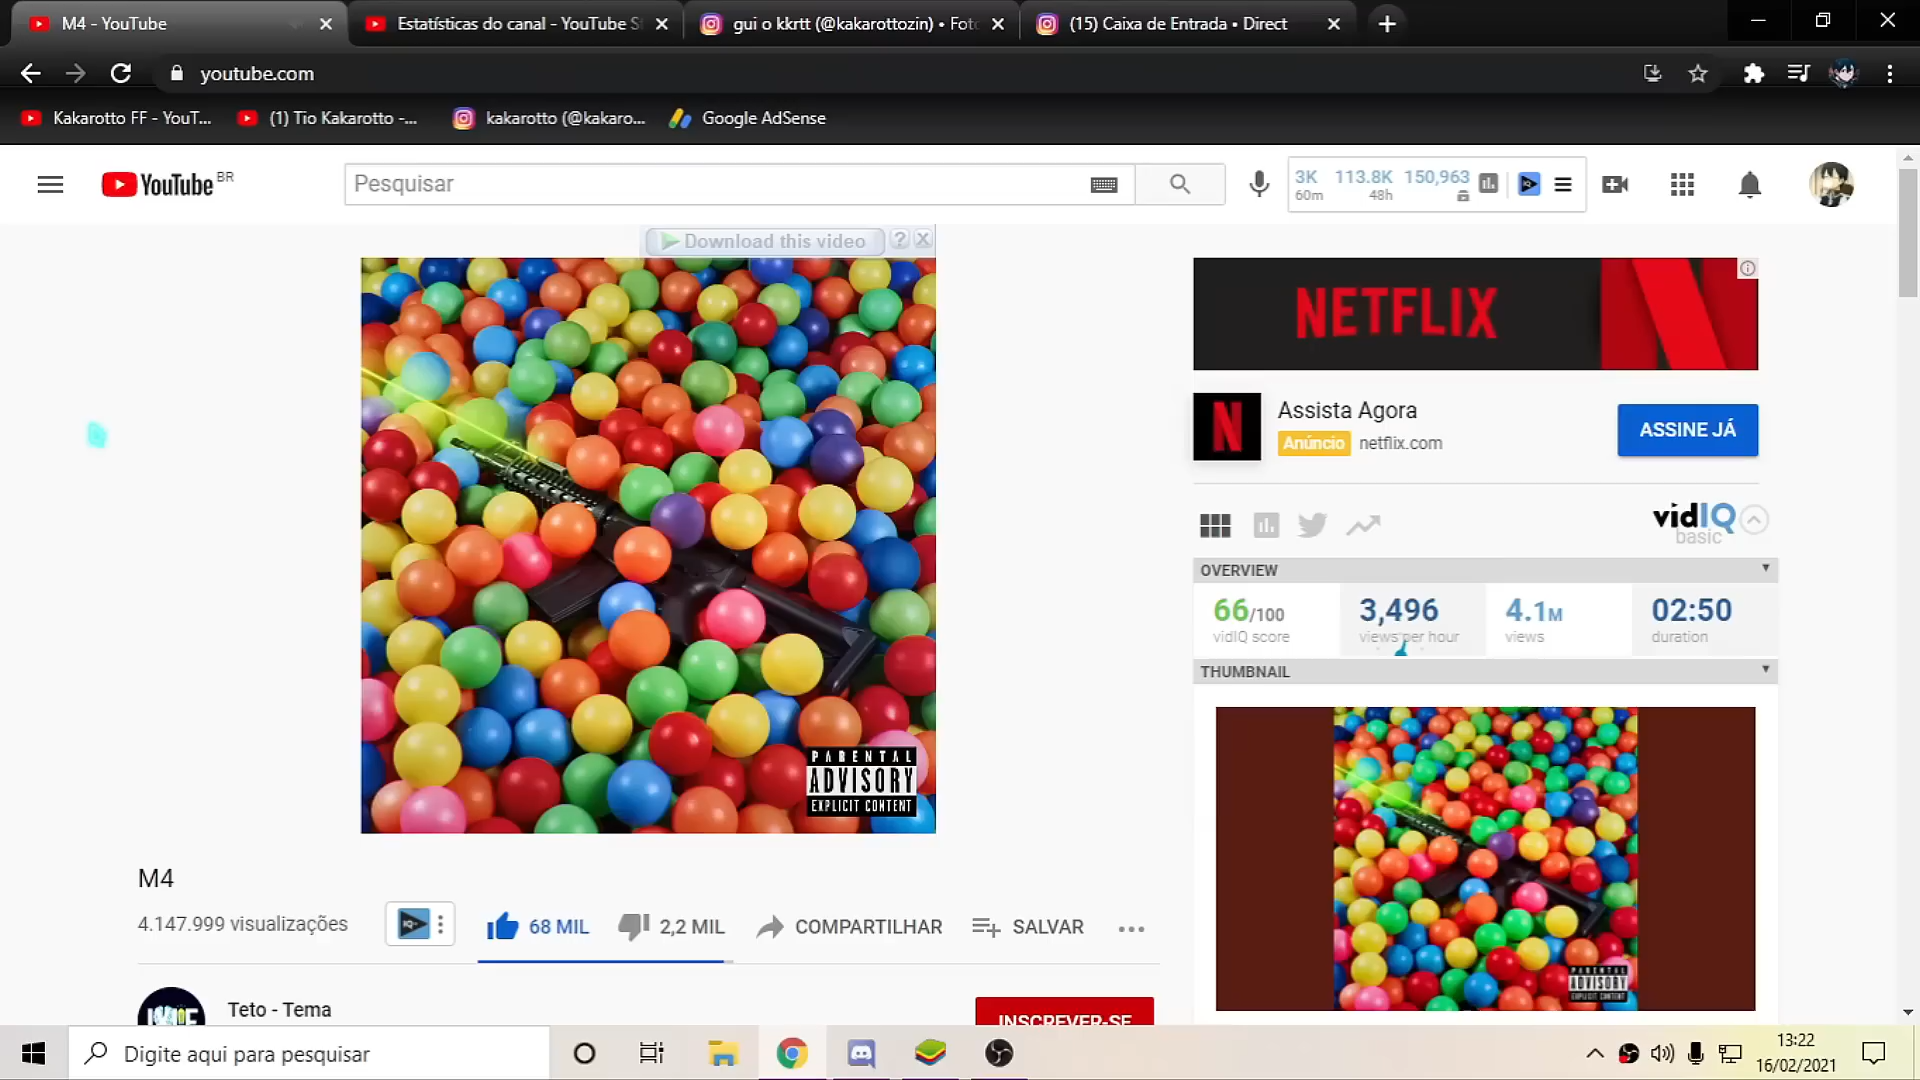 M4 - YouTube
Estatísticas do canal - YouTube S
gui o kkrtt (@kakarottozin) • Foto
(15) Caixa de Entrada • Direct
youtube.com
Kakarotto FF - YouT...
(1) Tio Kakarotto -...
kakarotto (@kakaro...
Google AdSense
YouTube BR
Pesquisar
3K 113.8K 150,963
60m 48h
Download this video ? X
NETFLIX
Assista Agora
Anúncio netflix.com
ASSINE JÁ
vidIQ
basic
OVERVIEW
66/100 3,496 4.1M 02:50
vidIQ score views per hour views duration
THUMBNAIL
PARENTAL
ADVISORY
EXPLICIT CONTENT
PARENTAL
ADVISORY
EXPLICIT CONTENT
M4
4.147.999 visualizações
68 MIL 2,2 MIL COMPARTILHAR SALVAR
Teto - Tema
INSCREVER-SE
Digite aqui para pesquisar
13:22
16/02/2021